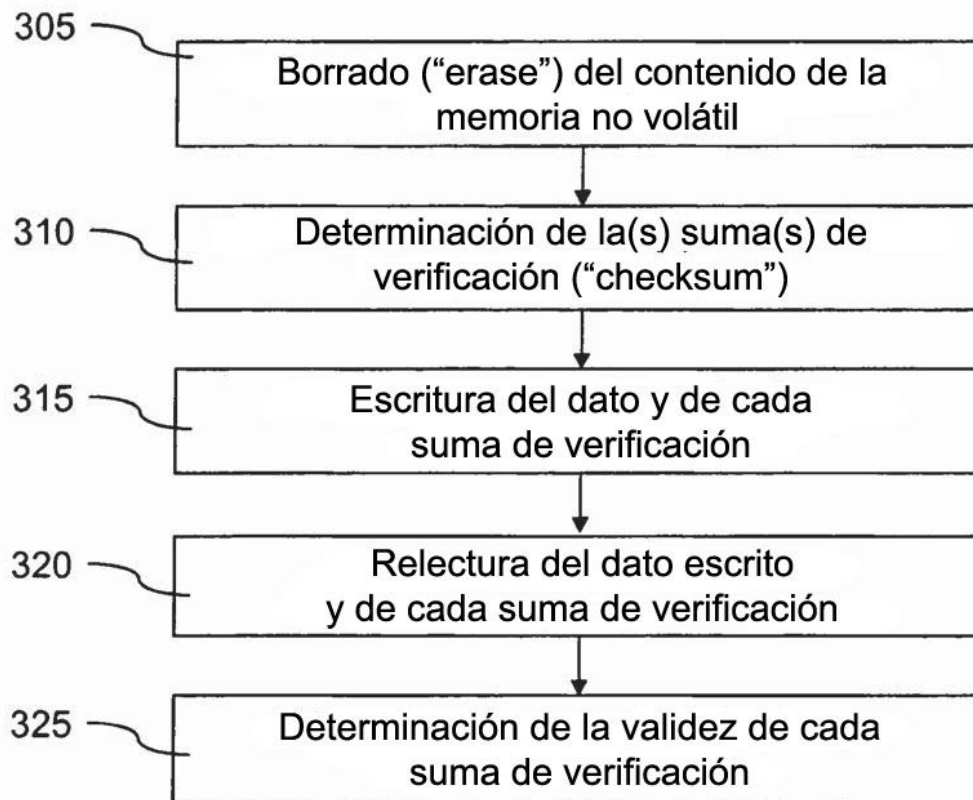 305
Borrado (“erase”) del contenido de la
memoria no volátil
310
Determinación de la(s) suma(s) de
verificación (“checksum”)
315
Escritura del dato y de cada
suma de verificación
320
Relectura del dato escrito
y de cada suma de verificación
325
Determinación de la validez de cada
suma de verificación